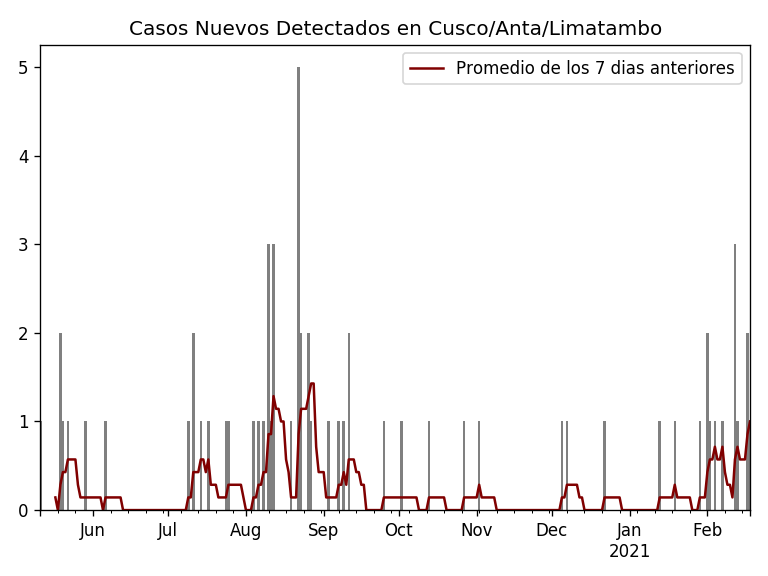 Casos Nuevos Detectados en Cusco/Anta/Limatambo
Promedio de los 7 dias anteriores
5
4
3
2
1
0
Jun Jul Aug Sep Oct Nov Dec Jan Feb
2021